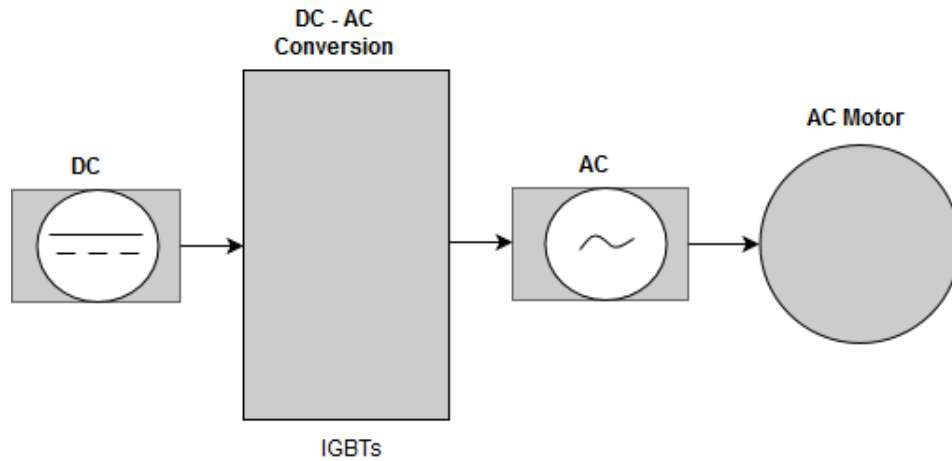 DC - AC
Conversion
AC Motor
DC
AC
IGBTs